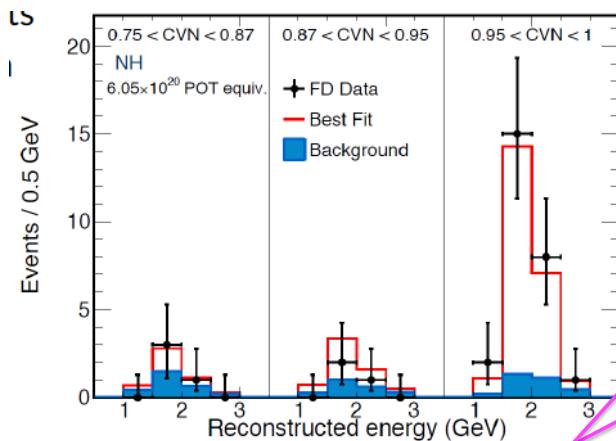 ts
20
15
10
5
0
Events / 0.5 GeV
0.75 < CVN < 0.87
NH
6.05×10²⁰ POT equiv.
0.87 < CVN < 0.95
FD Data
Best Fit
Background
0.95 < CVN < 1
1 2 3 1 2 3 1 2 3
Reconstructed energy (GeV)